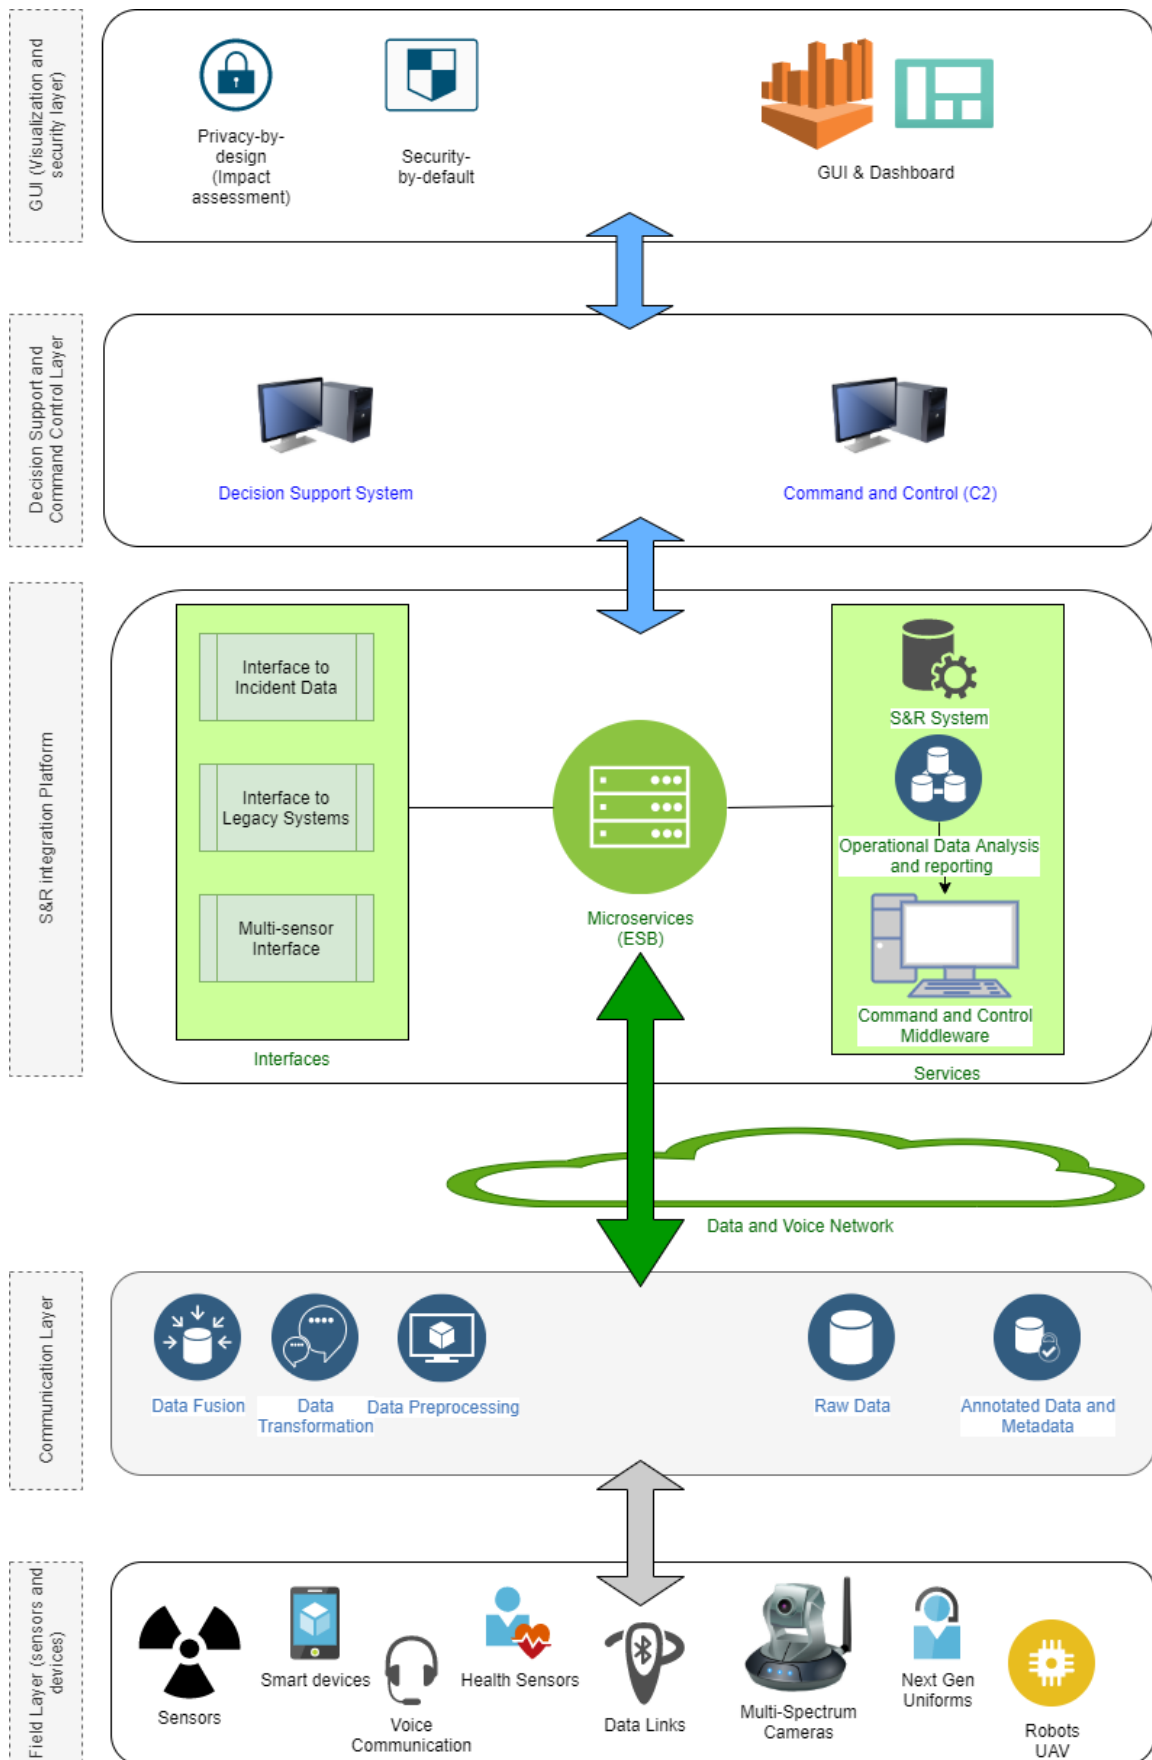 GUI (Visualization and
security layer)
Privacy-by-
design
(Impact
assessment)
Security-
by-default
GUI & Dashboard
Decision Support and
Command Control Layer
Decision Support System
Command and Control (C2)
S&R integration Platform
Interface to
Incident Data
Interface to
Legacy Systems
Multi-sensor
Interface
Interfaces
Microservices
(ESB)
S&R System
Operational Data Analysis
and reporting
Command and Control
Middleware
Services
Data and Voice Network
Communication Layer
Data Fusion
Data
Transformation
Data Preprocessing
Raw Data
Annotated Data and
Metadata
Field Layer (sensors and
devices)
Sensors
Smart devices
Voice
Communication
Health Sensors
Data Links
Multi-Spectrum
Cameras
Next Gen
Uniforms
Robots
UAV